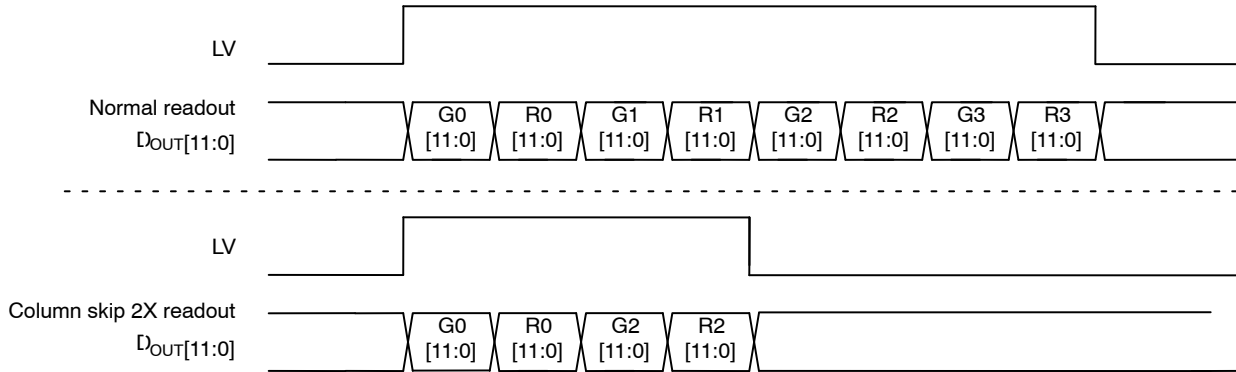 LV
Normal readout
DOUT[11:0]
G0 R0 G1 R1 G2 R2 G3 R3
[11:0] [11:0] [11:0] [11:0] [11:0] [11:0] [11:0] [11:0]
LV
Column skip 2X readout
DOUT[11:0]
G0 R0 G2 R2
[11:0] [11:0] [11:0] [11:0]